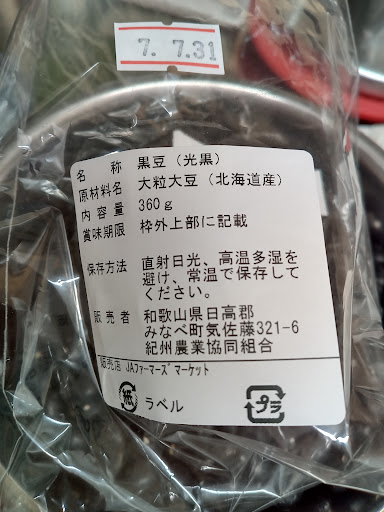 7. 7.31
名 称 黒豆(光黒)
原材料名 大粒大豆(北海道産)
内容量 360g
賞味期限 枠外上部に記載
保存方法 直射日光、高温多湿を
避け、常温で保存して
ください。
販売者 和歌山県日高郡
みなべ町気佐藤321-6
紀州農業協同組合
販売店 JAファーマーズマーケット
紙 ラベル
プラ